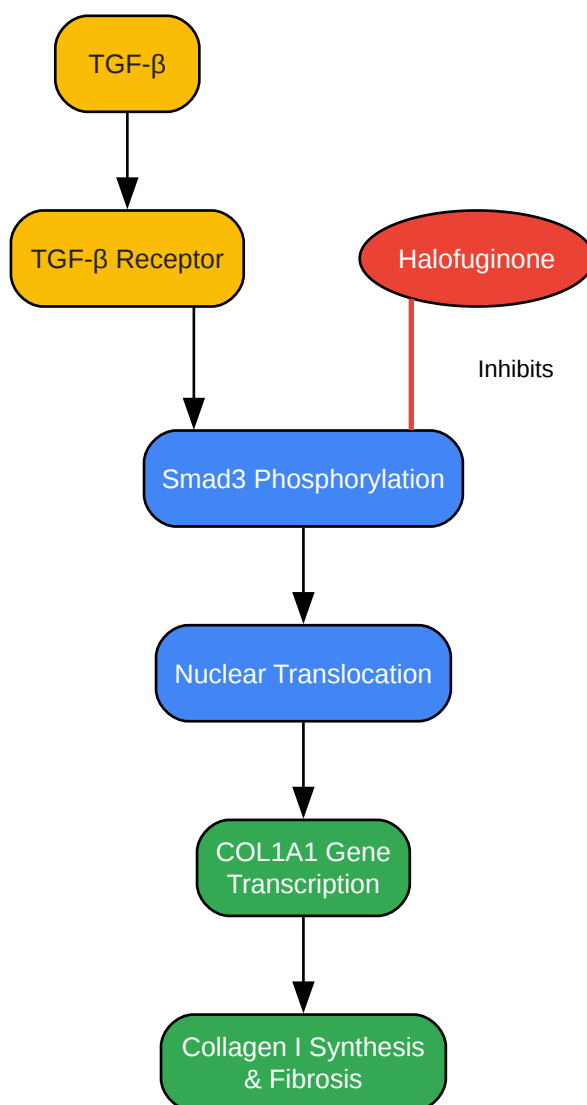 TGF-β
TGF-β Receptor
Halofuginone
Inhibits
Smad3 Phosphorylation
Nuclear Translocation
COL1A1 Gene
Transcription
Collagen I Synthesis
& Fibrosis